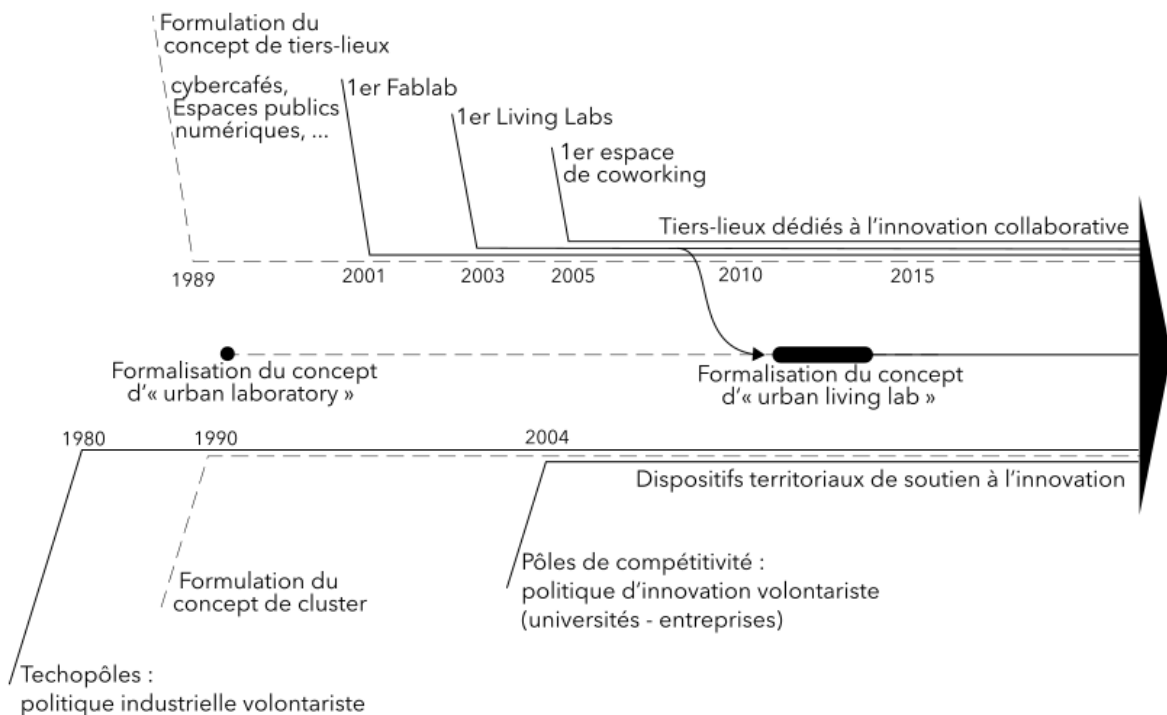 Formulation du
concept de tiers-lieux
cybercafés,
Espaces publics
numériques, ...
1er Fablab
1er Living Labs
1er espace
de coworking
Tiers-lieux dédiés à l'innovation collaborative
1989
2001
2003
2005
2010
2015
Formalisation du concept
d'« urban laboratory »
Formalisation du concept
d'« urban living lab »
1980
1990
2004
Dispositifs territoriaux de soutien à l'innovation
Formulation du
concept de cluster
Pôles de compétitivité :
politique d'innovation volontariste
(universités - entreprises)
Techopôles :
politique industrielle volontariste